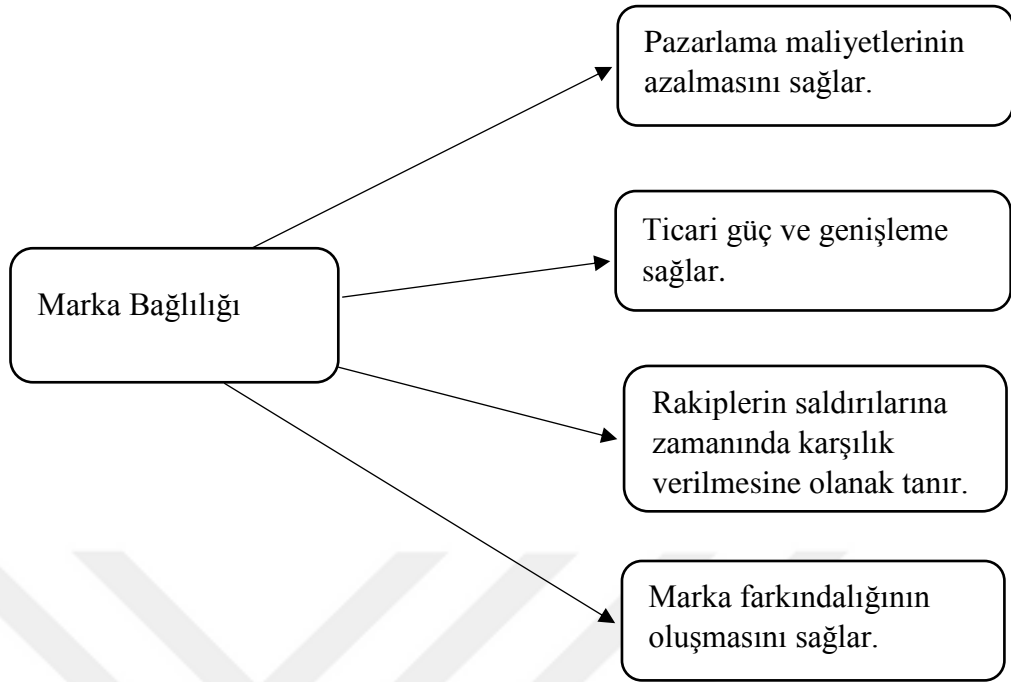 Pazarlama maliyetlerinin
azalmasını sağlar.
Ticari güç ve genişleme
sağlar.
Marka Bağlılığı
Rakiplerin saldırılarına
zamanında karşılık
verilmesine olanak tanır.
Marka farkındalığının
oluşmasını sağlar.